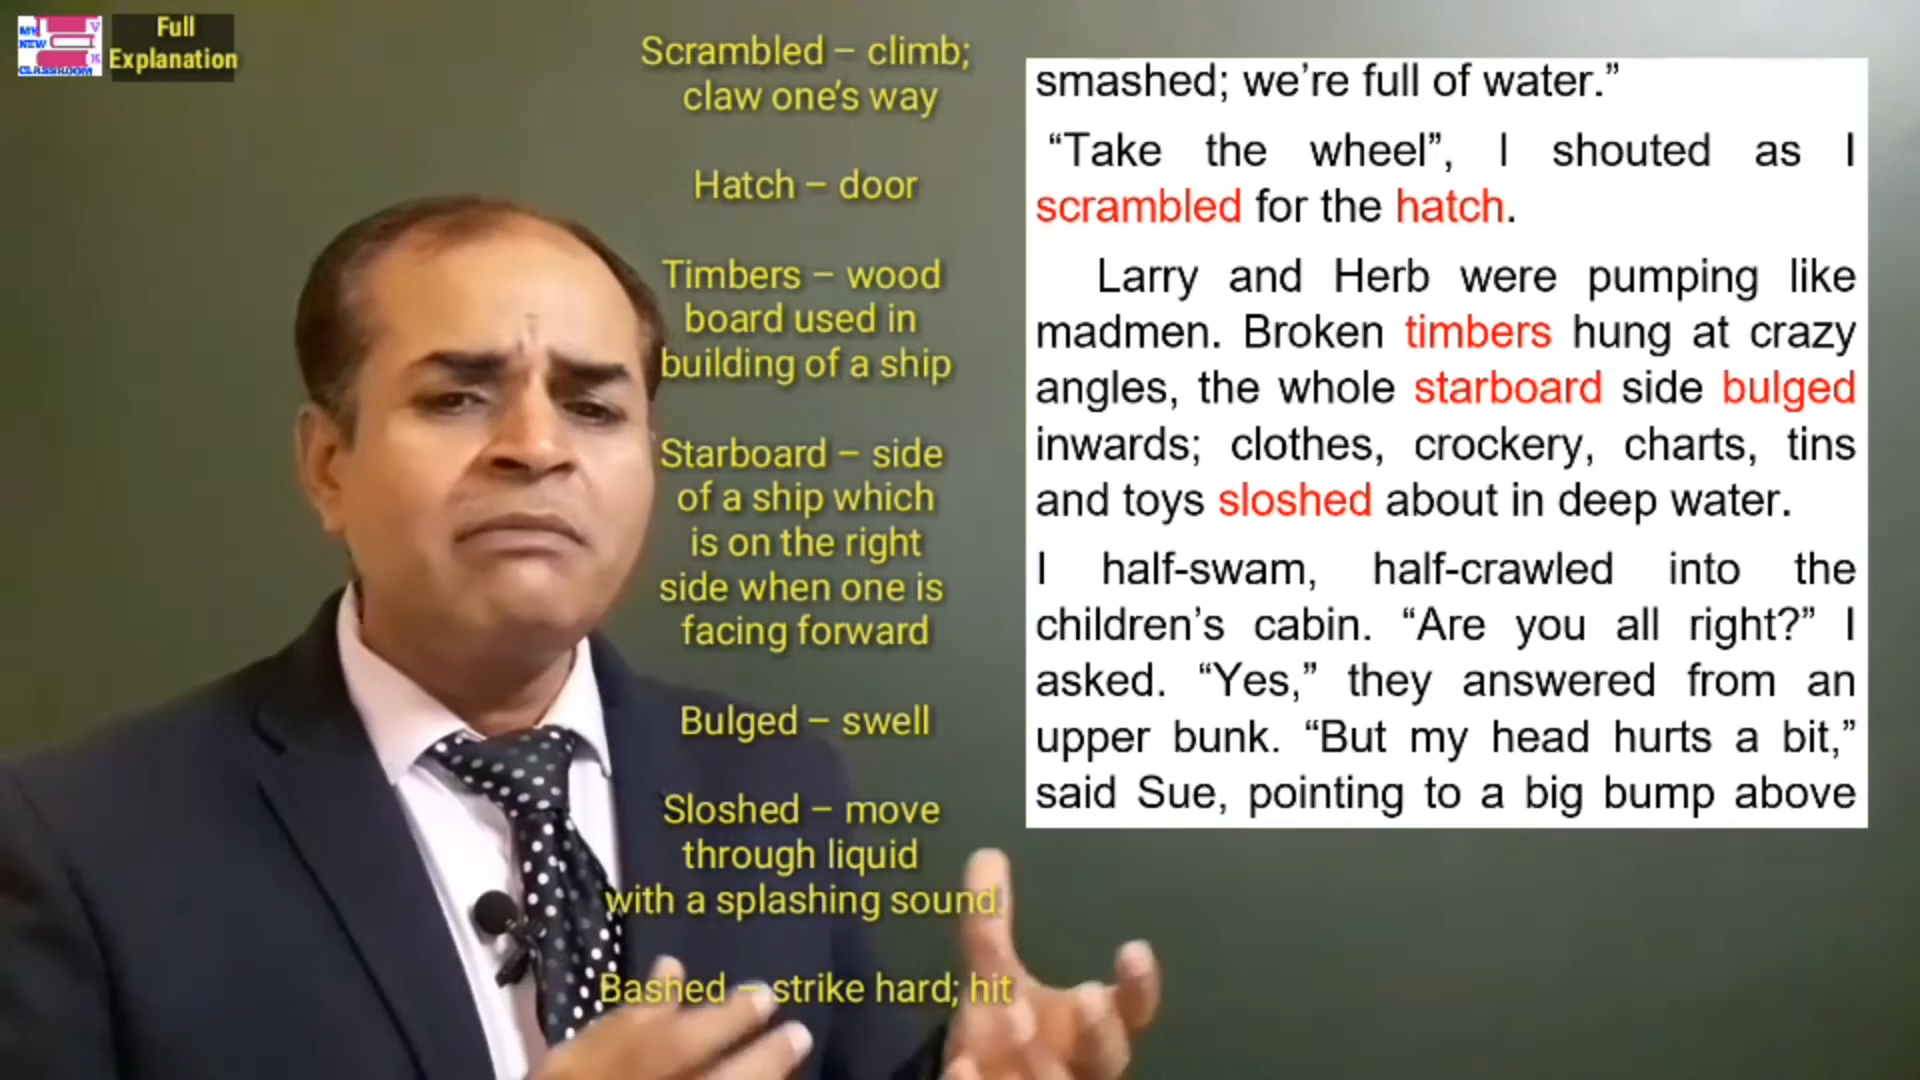 MY
NEW
CLASSROOM
V
K
Full
Explanation
Scrambled – climb;
claw one's way
Hatch – door
Timbers – wood
board used in
building of a ship
Starboard – side
of a ship which
is on the right
side when one is
facing forward
Bulged – swell
Sloshed – move
through liquid
with a splashing sound.
Bashed – strike hard; hit
smashed; we're full of water.”
“Take the wheel”, I shouted as I
scrambled for the hatch.
Larry and Herb were pumping like
madmen. Broken timbers hung at crazy
angles, the whole starboard side bulged
inwards; clothes, crockery, charts, tins
and toys sloshed about in deep water.
I half-swam, half-crawled into the
children's cabin. “Are you all right?” I
asked. “Yes,” they answered from an
upper bunk. “But my head hurts a bit,”
said Sue, pointing to a big bump above